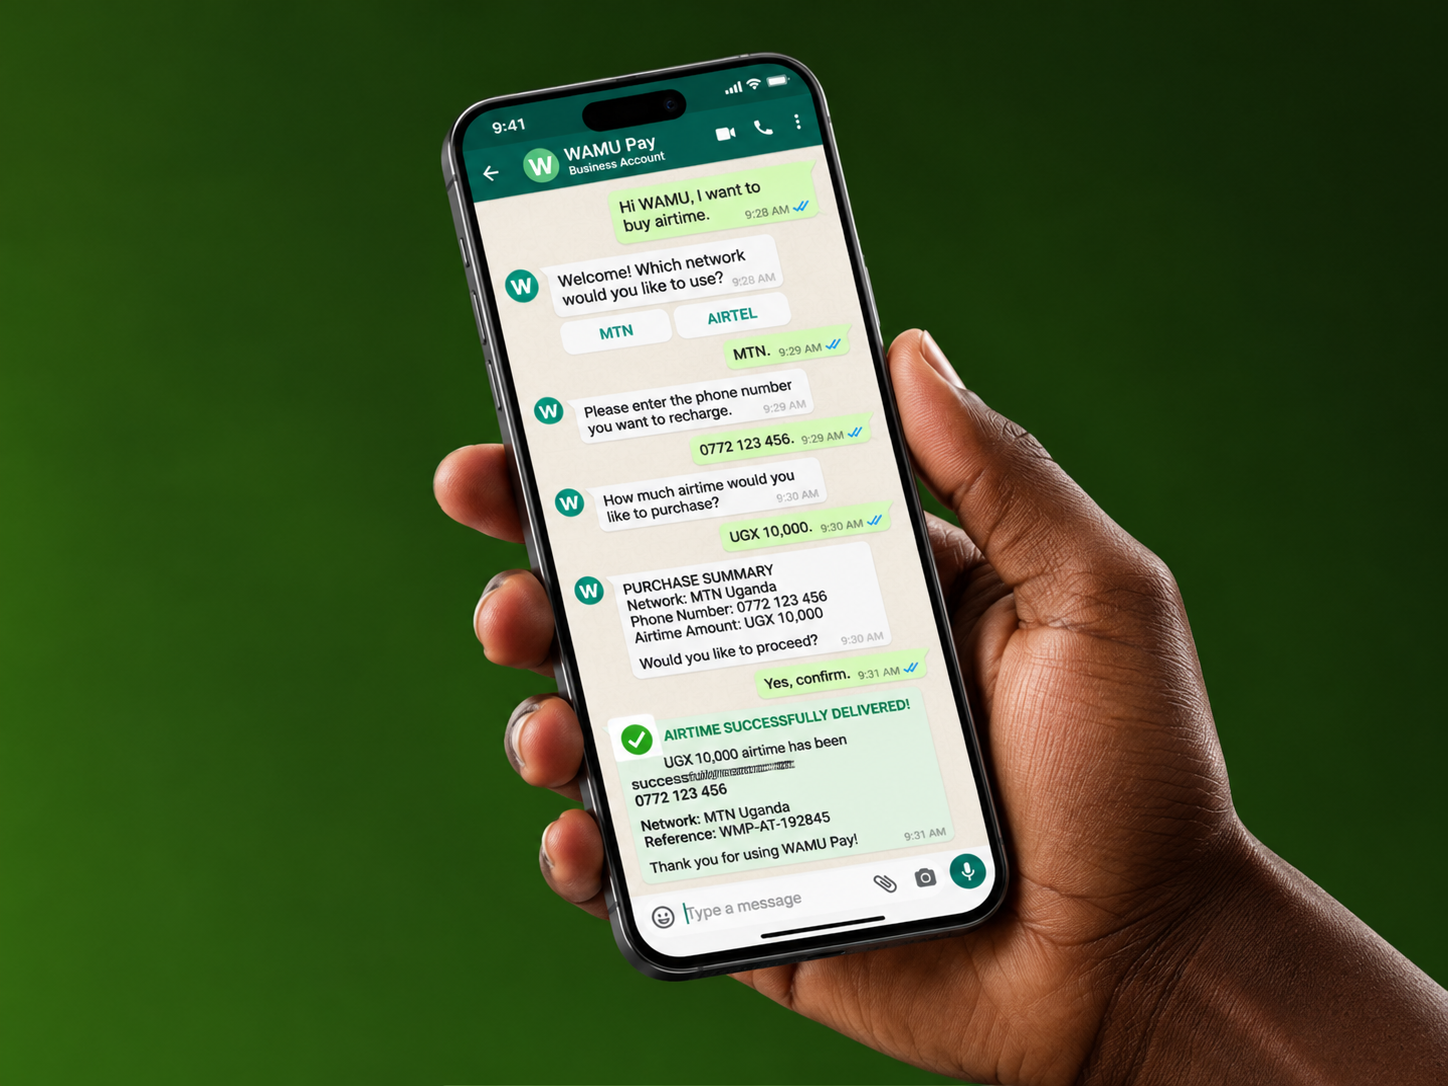 9:41
W
WAMU Pay
Business Account
Hi WAMU, I want to
buy airtime. 9:28 AM
W
Welcome! Which network
would you like to use? 9:28 AM
MTN
AIRTEL
MTN. 9:29 AM
W
Please enter the phone number
you want to recharge. 9:29 AM
0772 123 456. 9:29 AM
W
How much airtime would you
like to purchase? 9:30 AM
UGX 10,000. 9:30 AM
W
PURCHASE SUMMARY
Network: MTN Uganda
Phone Number: 0772 123 456
Airtime Amount: UGX 10,000
Would you like to proceed? 9:30 AM
Yes, confirm. 9:31 AM
AIRTIME SUCCESSFULLY DELIVERED!
UGX 10,000 airtime has been
0772 123 456
Network: MTN Uganda
Reference: WMP-AT-192845
Thank you for using WAMU Pay! 9:31 AM
Type a message